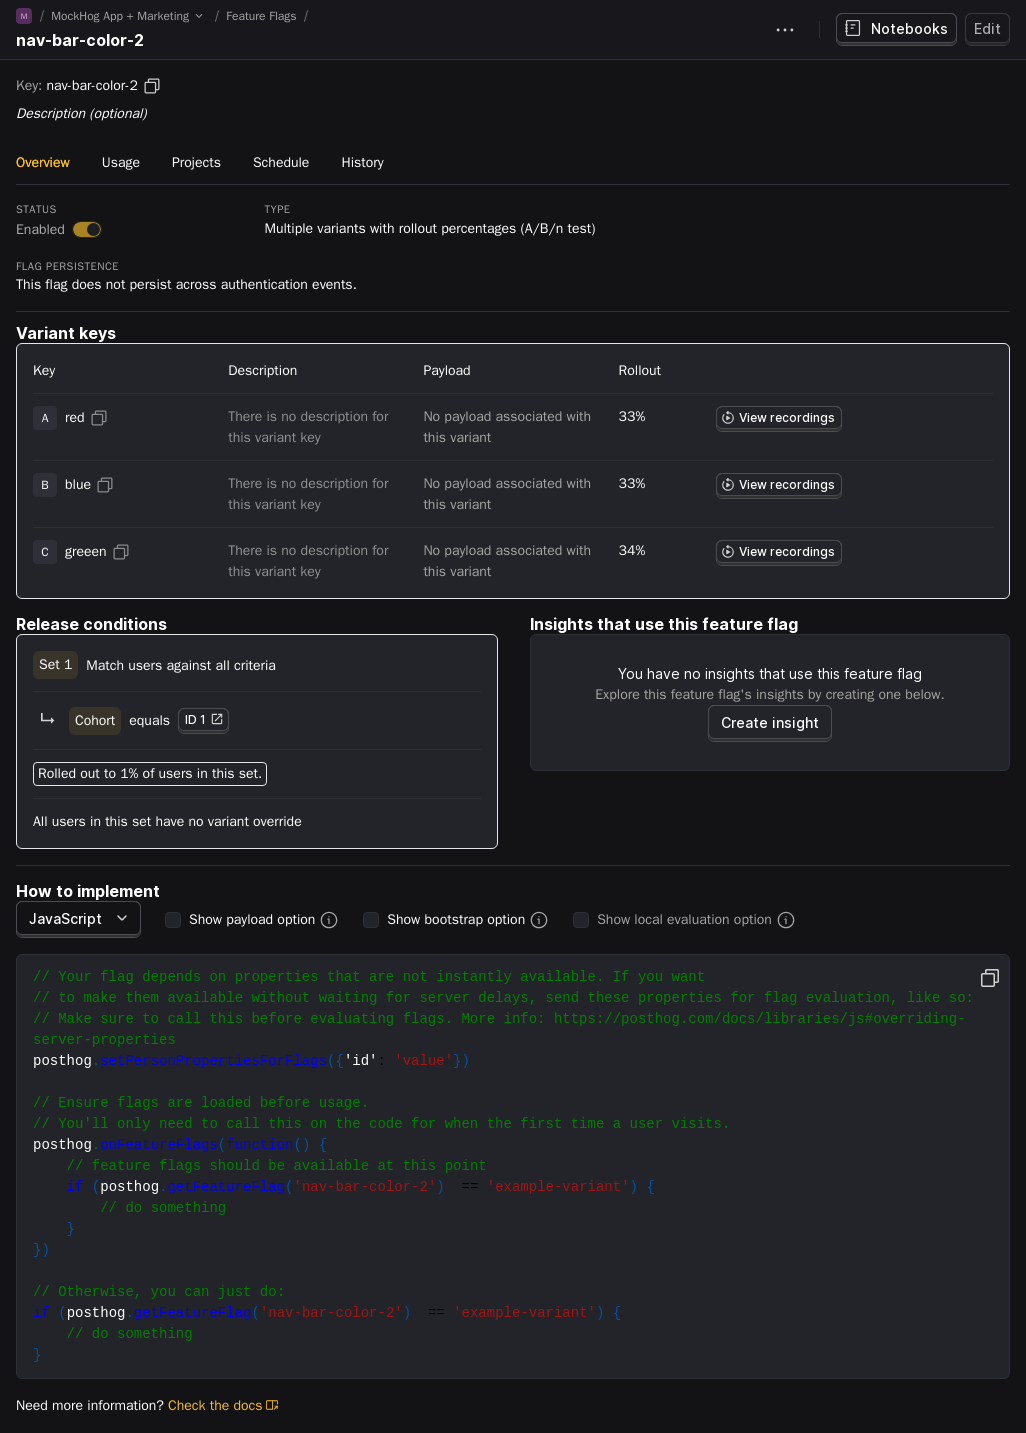 M / MockHog App + Marketing / Feature Flags /
nav-bar-color-2
Notebooks
Edit
Key: nav-bar-color-2
Description (optional)
Overview Usage Projects Schedule History
STATUS
Enabled
TYPE
Multiple variants with rollout percentages (A/B/n test)
FLAG PERSISTENCE
This flag does not persist across authentication events.
Variant keys
Key Description Payload Rollout
A red There is no description for No payload associated with 33% View recordings
this variant key this variant
B blue There is no description for No payload associated with 33% View recordings
this variant key this variant
C greeen There is no description for No payload associated with 34% View recordings
this variant key this variant
Release conditions
Set 1 Match users against all criteria
Cohort equals ID 1
Rolled out to 1% of users in this set.
All users in this set have no variant override
Insights that use this feature flag
You have no insights that use this feature flag
Explore this feature flag's insights by creating one below.
Create insight
How to implement
JavaScript Show payload option Show bootstrap option Show local evaluation option
// Your flag depends on properties that are not instantly available. If you want
// to make them available without waiting for server delays, send these properties for flag evaluation, like so:
// Make sure to call this before evaluating flags. More info: https://posthog.com/docs/libraries/js#overriding-
server-properties
posthog.setPersonPropertiesForFlags({'id': 'value'})
// Ensure flags are loaded before usage.
// You'll only need to call this on the code for when the first time a user visits.
posthog.onFeatureFlags(function() {
// feature flags should be available at this point
if (posthog.getFeatureFlag('nav-bar-color-2')  == 'example-variant') {
// do something
}
})
// Otherwise, you can just do:
if (posthog.getFeatureFlag('nav-bar-color-2')  == 'example-variant') {
// do something
}
Need more information? Check the docs